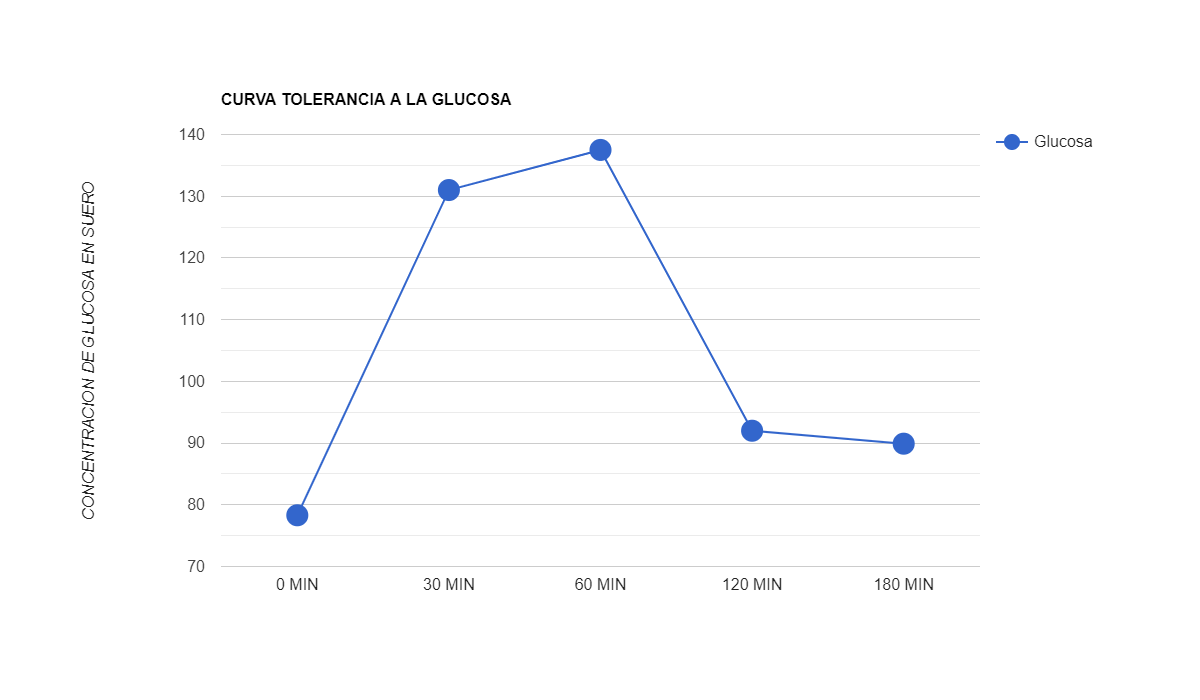 CURVA TOLERANCIA A LA GLUCOSA
Glucosa
CONCENTRACION DE GLUCOSA EN SUERO
140
130
120
110
100
90
80
70
0 MIN
30 MIN
60 MIN
120 MIN
180 MIN